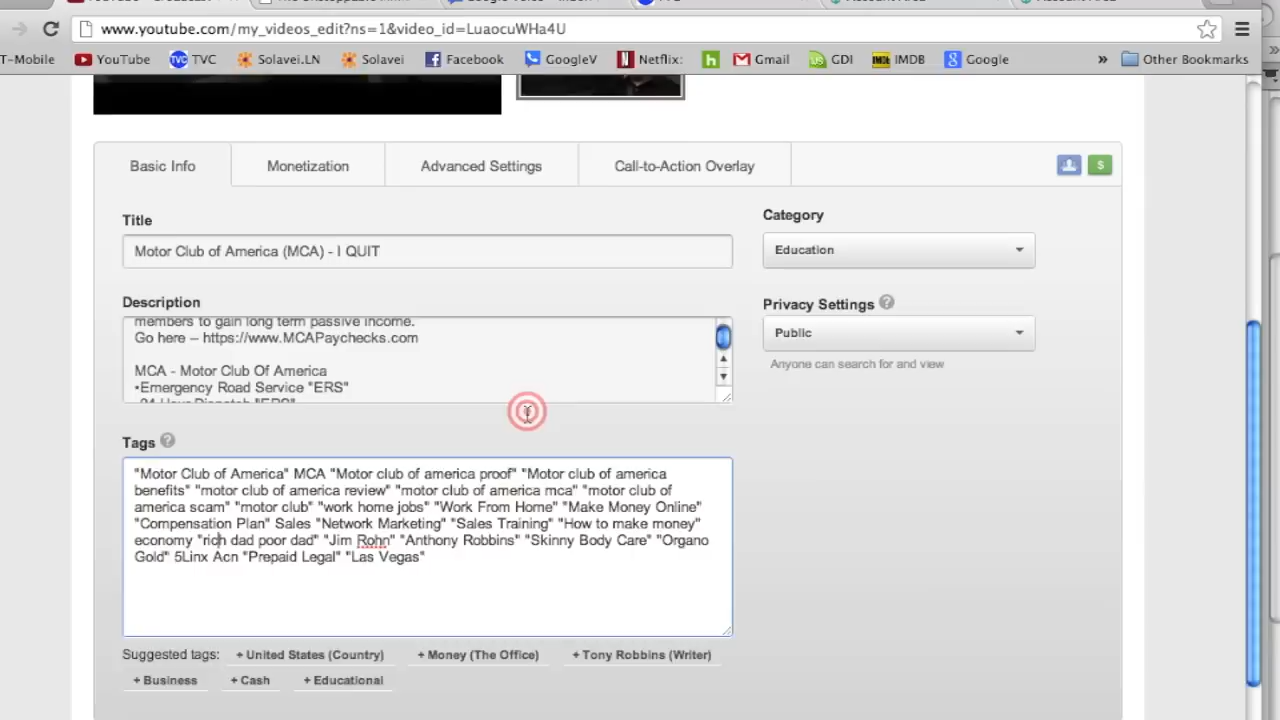 www.youtube.com/my_videos_edit?ns=1&video_id=LuaocuWHa4U
T-Mobile YouTube TVC TVC Solavei.LN Solavei Facebook GoogleV Netflix: h Gmail GDI IMDb IMDB 8 Google » Other Bookmarks
Basic Info Monetization Advanced Settings Call-to-Action Overlay $
Title
Motor Club of America (MCA) - I QUIT
Category
Education
Description
members to gain long term passive income.
Go here – https://www.MCAPaychecks.com
MCA - Motor Club Of America
•Emergency Road Service "ERS"
Privacy Settings ?
Public
Anyone can search for and view
Tags ?
"Motor Club of America" MCA "Motor club of america proof" "Motor club of america
benefits" "motor club of america review" "motor club of america mca" "motor club of
america scam" "motor club" "work home jobs" "Work From Home" "Make Money Online"
"Compensation Plan" Sales "Network Marketing" "Sales Training" "How to make money"
economy "rich dad poor dad" "Jim Rohn" "Anthony Robbins" "Skinny Body Care" "Organo
Gold" 5Linx Acn "Prepaid Legal" "Las Vegas"
Suggested tags: + United States (Country) + Money (The Office) + Tony Robbins (Writer)
+ Business + Cash + Educational